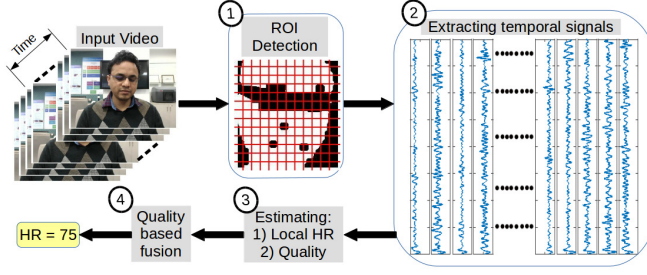 Time
Input Video
1
ROI
Detection
2
Extracting temporal signals
3
Estimating:
1) Local HR
2) Quality
4
Quality
based
fusion
HR = 75